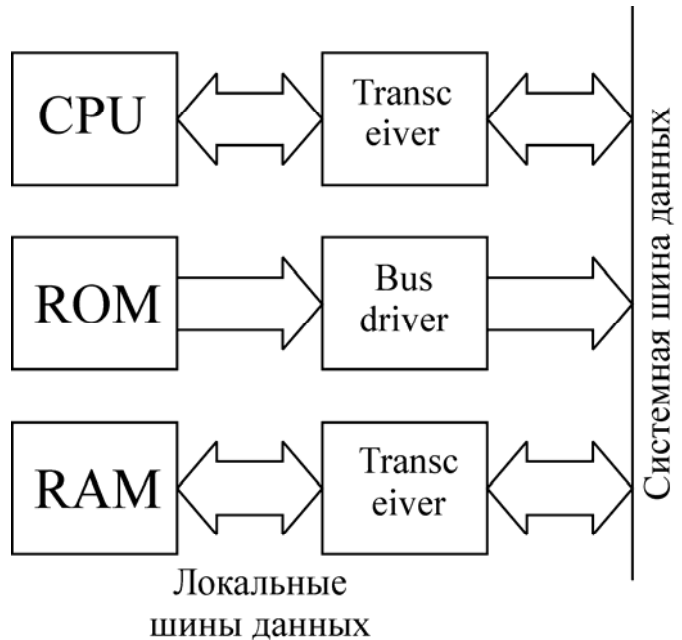 CPU
Transc
eiver
ROM
Bus
driver
RAM
Transc
eiver
Локальные
шины данных
Системная шина данных